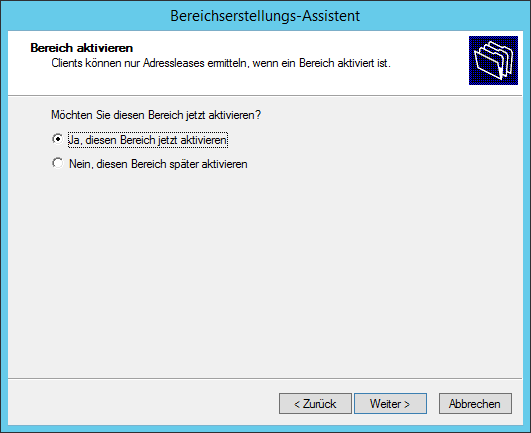 Bereichserstellungs-Assistent
Bereich aktivieren
Clients können nur Adressleases ermitteln, wenn ein Bereich aktiviert ist.
Möchten Sie diesen Bereich jetzt aktivieren?
Ja, diesen Bereich jetzt aktivieren
Nein, diesen Bereich später aktivieren
< Zurück Weiter > Abbrechen